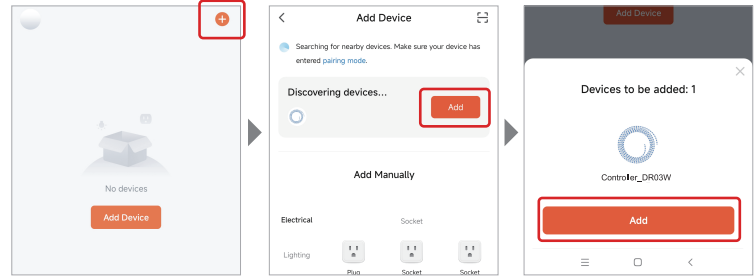 No devices
Add Device
Add Device
Searching for nearby devices. Make sure your device has
entered pairing mode.
Discovering devices...
Add
Add Manually
Electrical
Socket
Lighting
Plug
Socket
Socket
Add Device
Devices to be added: 1
Controller_DR03W
Add